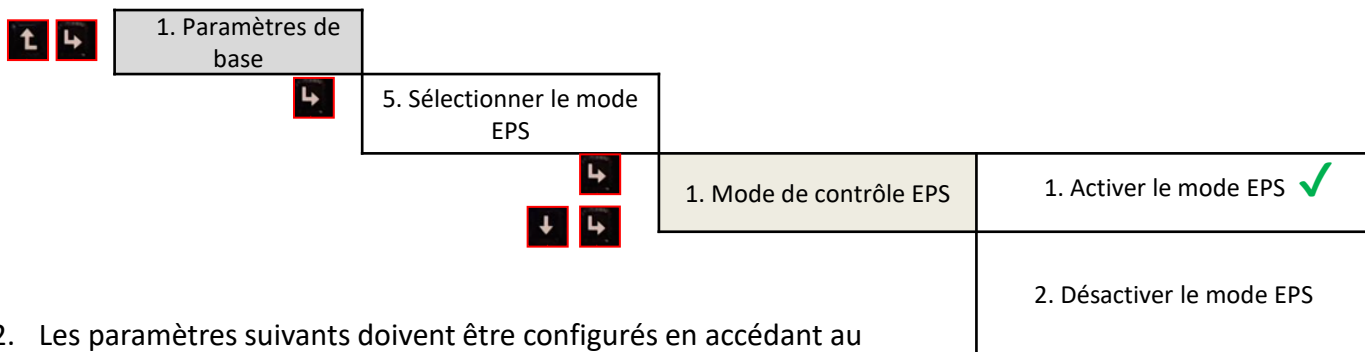 1. Paramètres de
base
5. Sélectionner le mode
EPS
1. Mode de contrôle EPS
1. Activer le mode EPS
2. Désactiver le mode EPS
2. Les paramètres suivants doivent être configurés en accédant au